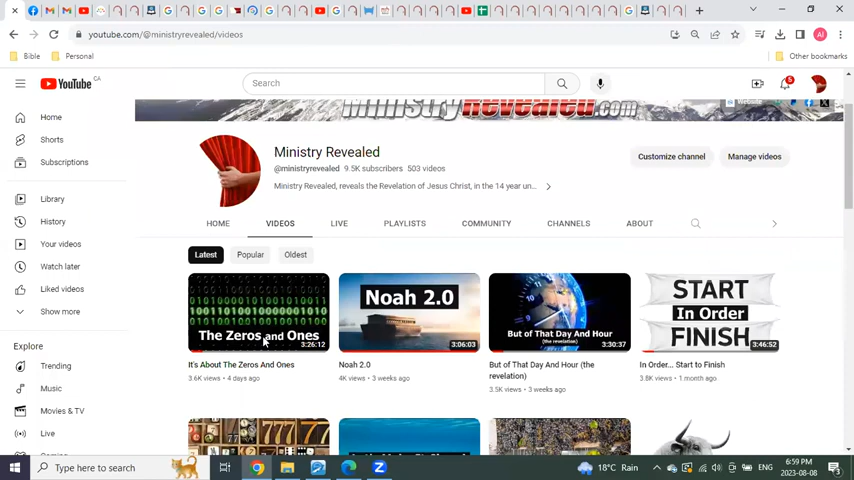 youtube.com/@ministryrevealed/videos
Bible
Personal
Other bookmarks
YouTube CA
Search
5
AI
MinistryRevealed.com
Website
Home
Shorts
Subscriptions
Library
History
Your videos
Watch later
Liked videos
Show more
Explore
Trending
Music
Movies & TV
Live
Ministry Revealed
@ministryrevealed 9.5K subscribers 503 videos
Ministry Revealed, reveals the Revelation of Jesus Christ, in the 14 year un...
Customize channel
Manage videos
HOME
VIDEOS
LIVE
PLAYLISTS
COMMUNITY
CHANNELS
ABOUT
Latest
Popular
Oldest
The Zeros and Ones
3:26:12
It's About The Zeros And Ones
3.6K views • 4 days ago
Noah 2.0
3:06:03
Noah 2.0
4K views • 3 weeks ago
But of That Day And Hour
(the revelation)
3:30:37
But of That Day And Hour (the
revelation)
3.5K views • 3 weeks ago
START
In Order
FINISH
3:46:52
In Order... Start to Finish
3.8K views • 1 month ago
Type here to search
18°C Rain
ENG
6:59 PM
2023-08-08
3